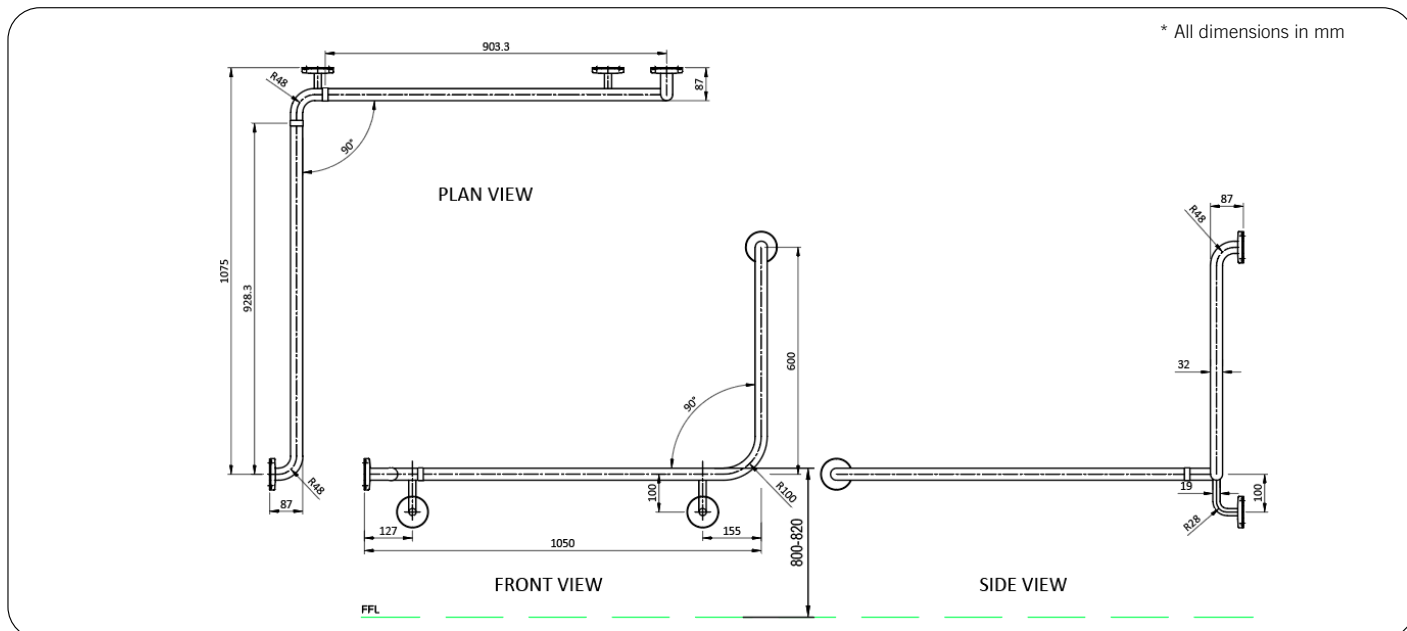 * All dimensions in mm
903.3
R48
87
90°
PLAN VIEW
1075
928.3
R48
87
600
90°
R100
100
127
155
1050
800-820
FRONT VIEW
87
R48
32
19
100
R28
SIDE VIEW
FFL